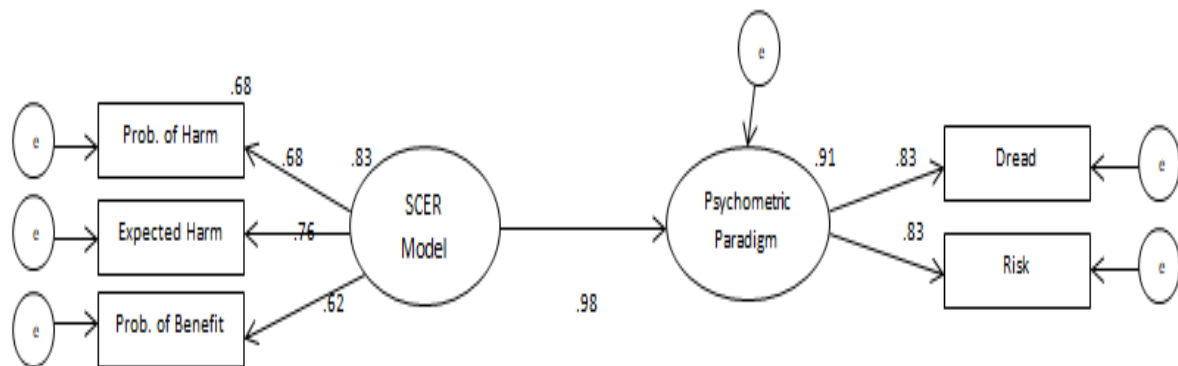 e
.68
e
Prob. of Harm
.68
.83
.91
.83
Dread
e
SCER
Model
Psychometric
Paradigm
e
Expected Harm
.76
.83
Risk
e
e
Prob. of Benefit
.62
.98